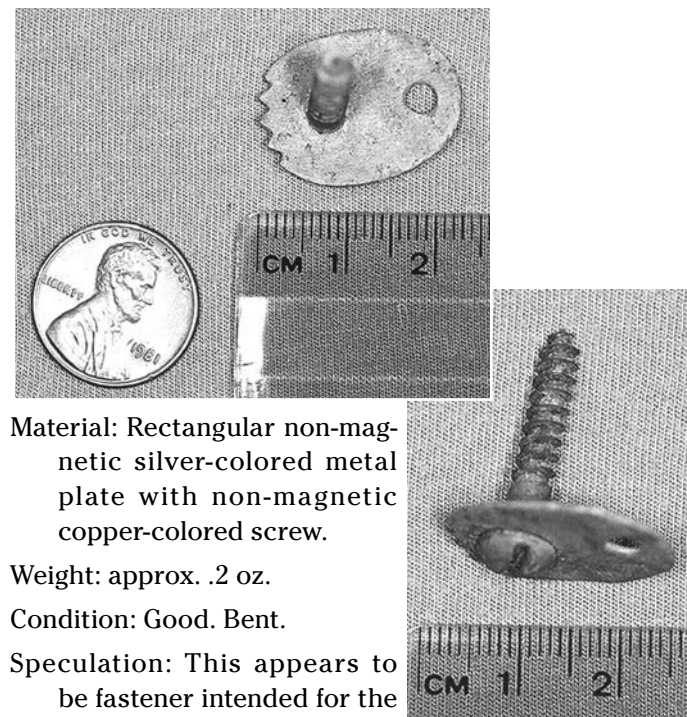 IN GOD WE TRUST
LIBERTY
1981
CM 1 2
Material: Rectangular non-mag-
netic silver-colored metal
plate with non-magnetic
copper-colored screw.
Weight: approx. .2 oz.
Condition: Good. Bent.
Speculation: This appears to
be fastener intended for the
CM 1 2